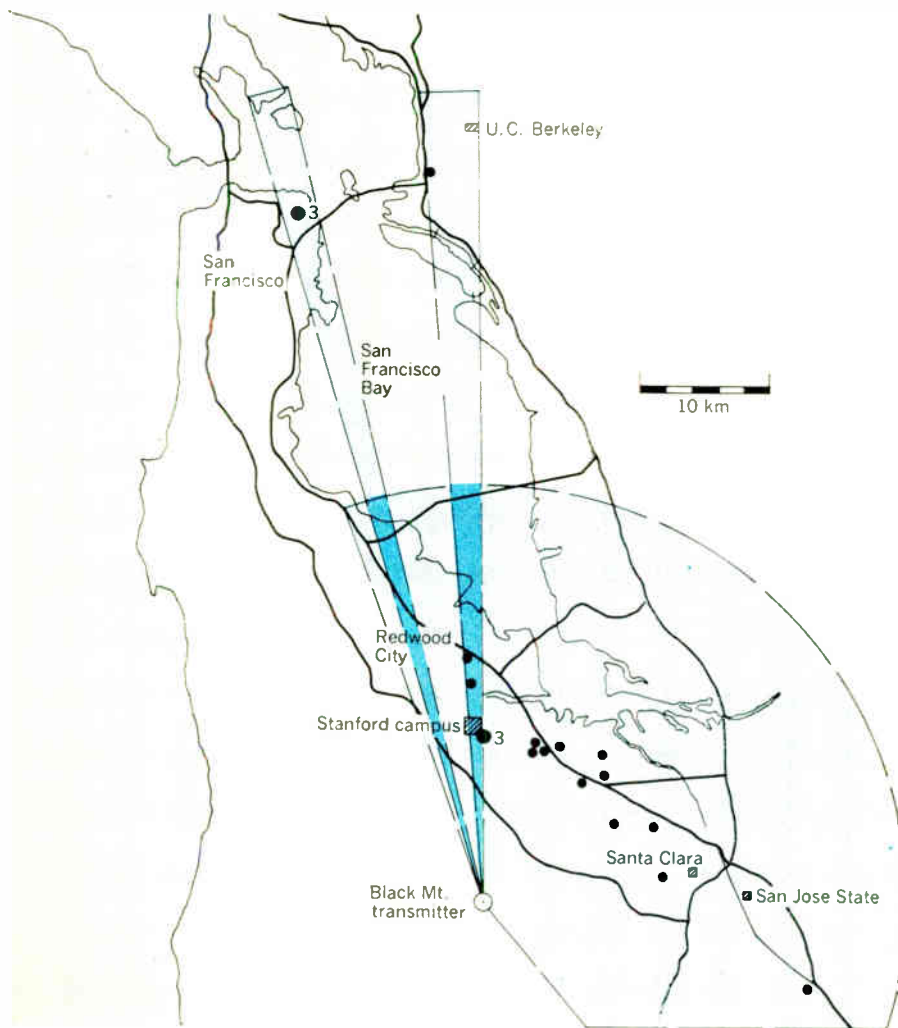 U.C. Berkeley
3
San
Francisco
San
Francisco
Bay
10 km
Redwood
City
Stanford campus
3
Santa Clara
Black Mt.
transmitter
San Jose State